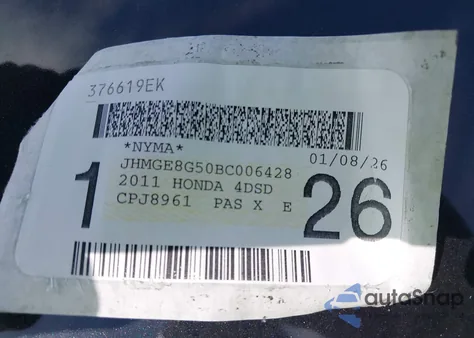 376619EK
*NYMA* 01/08/26
JHMGE8G50BC006428
2011 HONDA 4DSD
CPJ8961 PAS X E
1 26
autoSnap